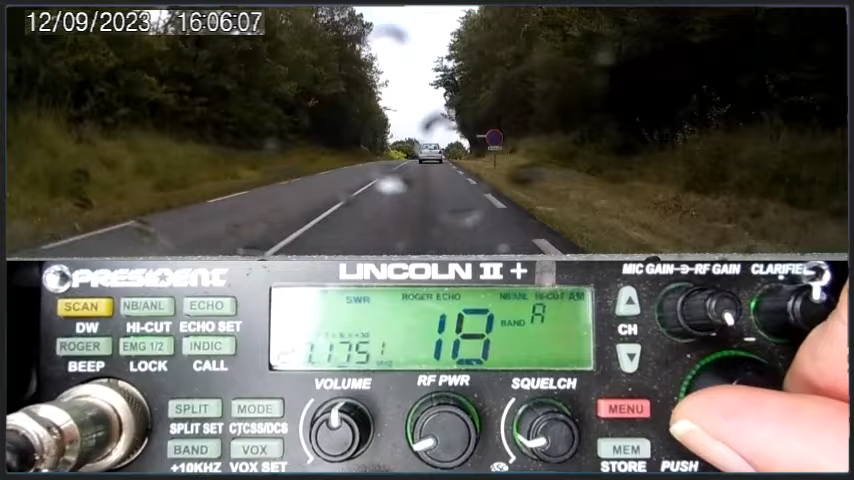 12/09/2023 16:06:07
PRESIDENT
LINCOLN II +
MIC GAIN RF GAIN CLARIFIER
SCAN NB/ANL ECHO
DW HI-CUT ECHO SET
ROGER EMG 1/2 INDIC
BEEP LOCK CALL
SWR ROGER ECHO NB/ANL HI-CUT AM
18 BAND A
CH
VOLUME RF PWR SQUELCH
SPLIT MODE MENU
SPLIT SET CTCSS/DCS
BAND VOX MEM
+10KHZ VOX SET STORE PUSH